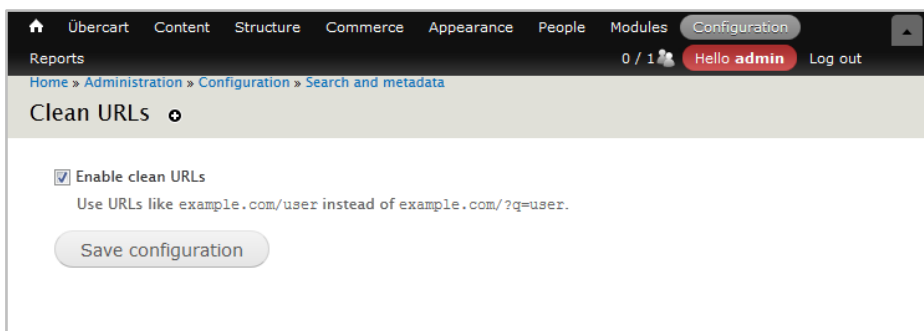 Übercart Content Structure Commerce Appearance People Modules Configuration
Reports 0 / 1 Hello admin Log out
Home » Administration » Configuration » Search and metadata
Clean URLs
Enable clean URLs
Use URLs like example.com/user instead of example.com/?q=user.
Save configuration